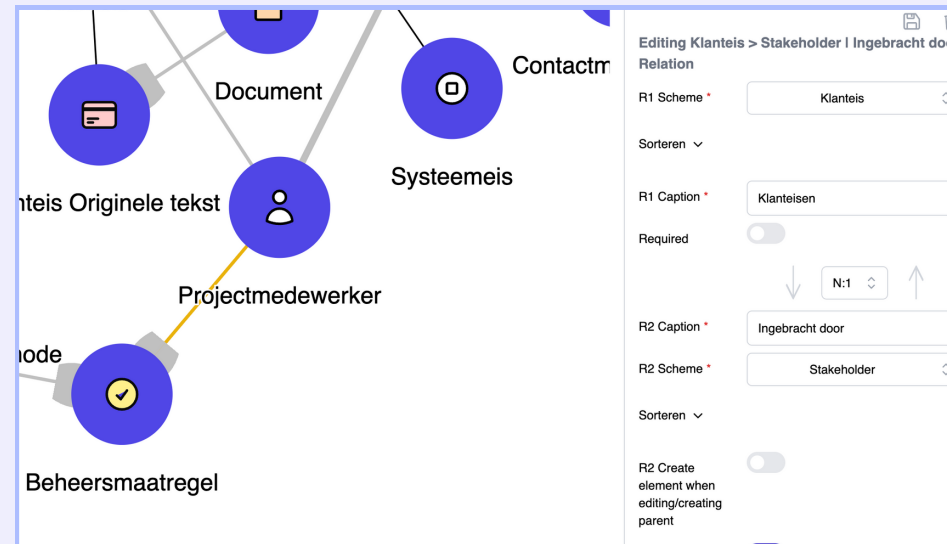 Document
Contactm
Systeemeis
nteis Originele tekst
Projectmedewerker
node
Beheersmaatregel
Editing Klanteis > Stakeholder | Ingebracht doo
Relation
R1 Scheme *
Klanteis
Sorteren
R1 Caption *
Klanteisen
Required
N:1
R2 Caption *
Ingebracht door
R2 Scheme *
Stakeholder
Sorteren
R2 Create
element when
editing/creating
parent